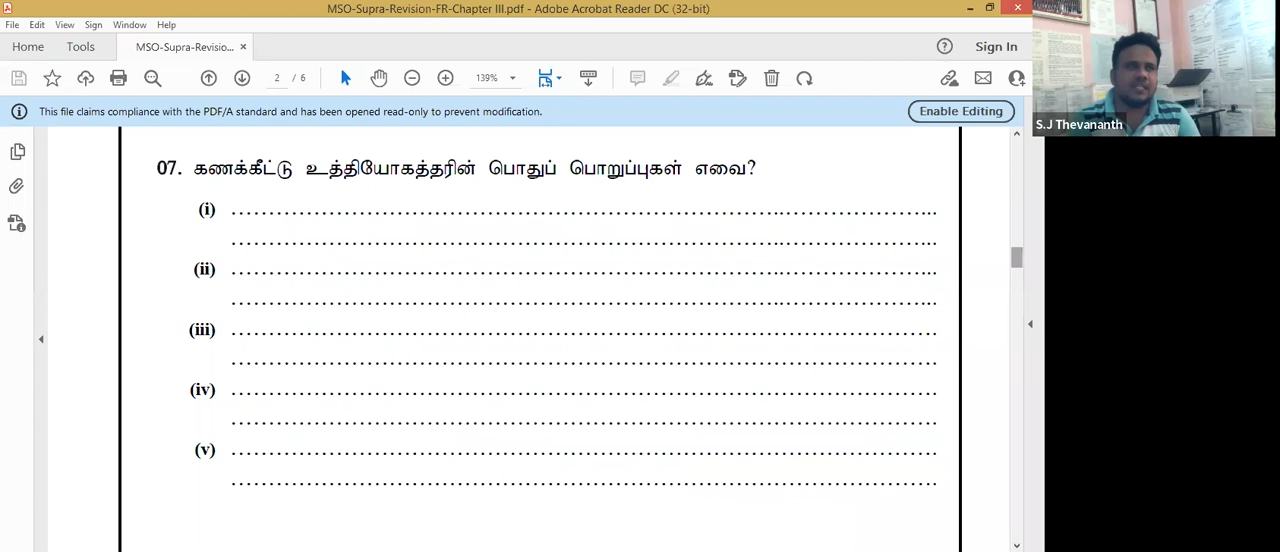 MSO-Supra-Revision-FR-Chapter III.pdf - Adobe Acrobat Reader DC (32-bit)
File Edit View Sign Window Help
Home Tools MSO-Supra-Revisio... × Sign In
2 / 6 139%
This file claims compliance with the PDF/A standard and has been opened read-only to prevent modification. Enable Editing
S.J Thevananth
07. கணக்கீட்டு உத்தியோகத்தரின் பொதுப் பொறுப்புகள் எவை?
(i) ........................................................................................................
........................................................................................................
(ii) ........................................................................................................
........................................................................................................
(iii) ........................................................................................................
........................................................................................................
(iv) ........................................................................................................
........................................................................................................
(v) ........................................................................................................
........................................................................................................